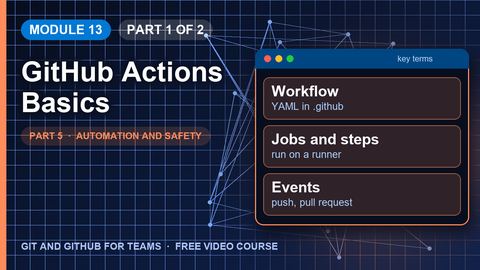 MODULE 13
PART 1 OF 2
GitHub Actions
Basics
PART 5 · AUTOMATION AND SAFETY
key terms
Workflow
YAML in .github
Jobs and steps
run on a runner
Events
push, pull request
GIT AND GITHUB FOR TEAMS · FREE VIDEO COURSE